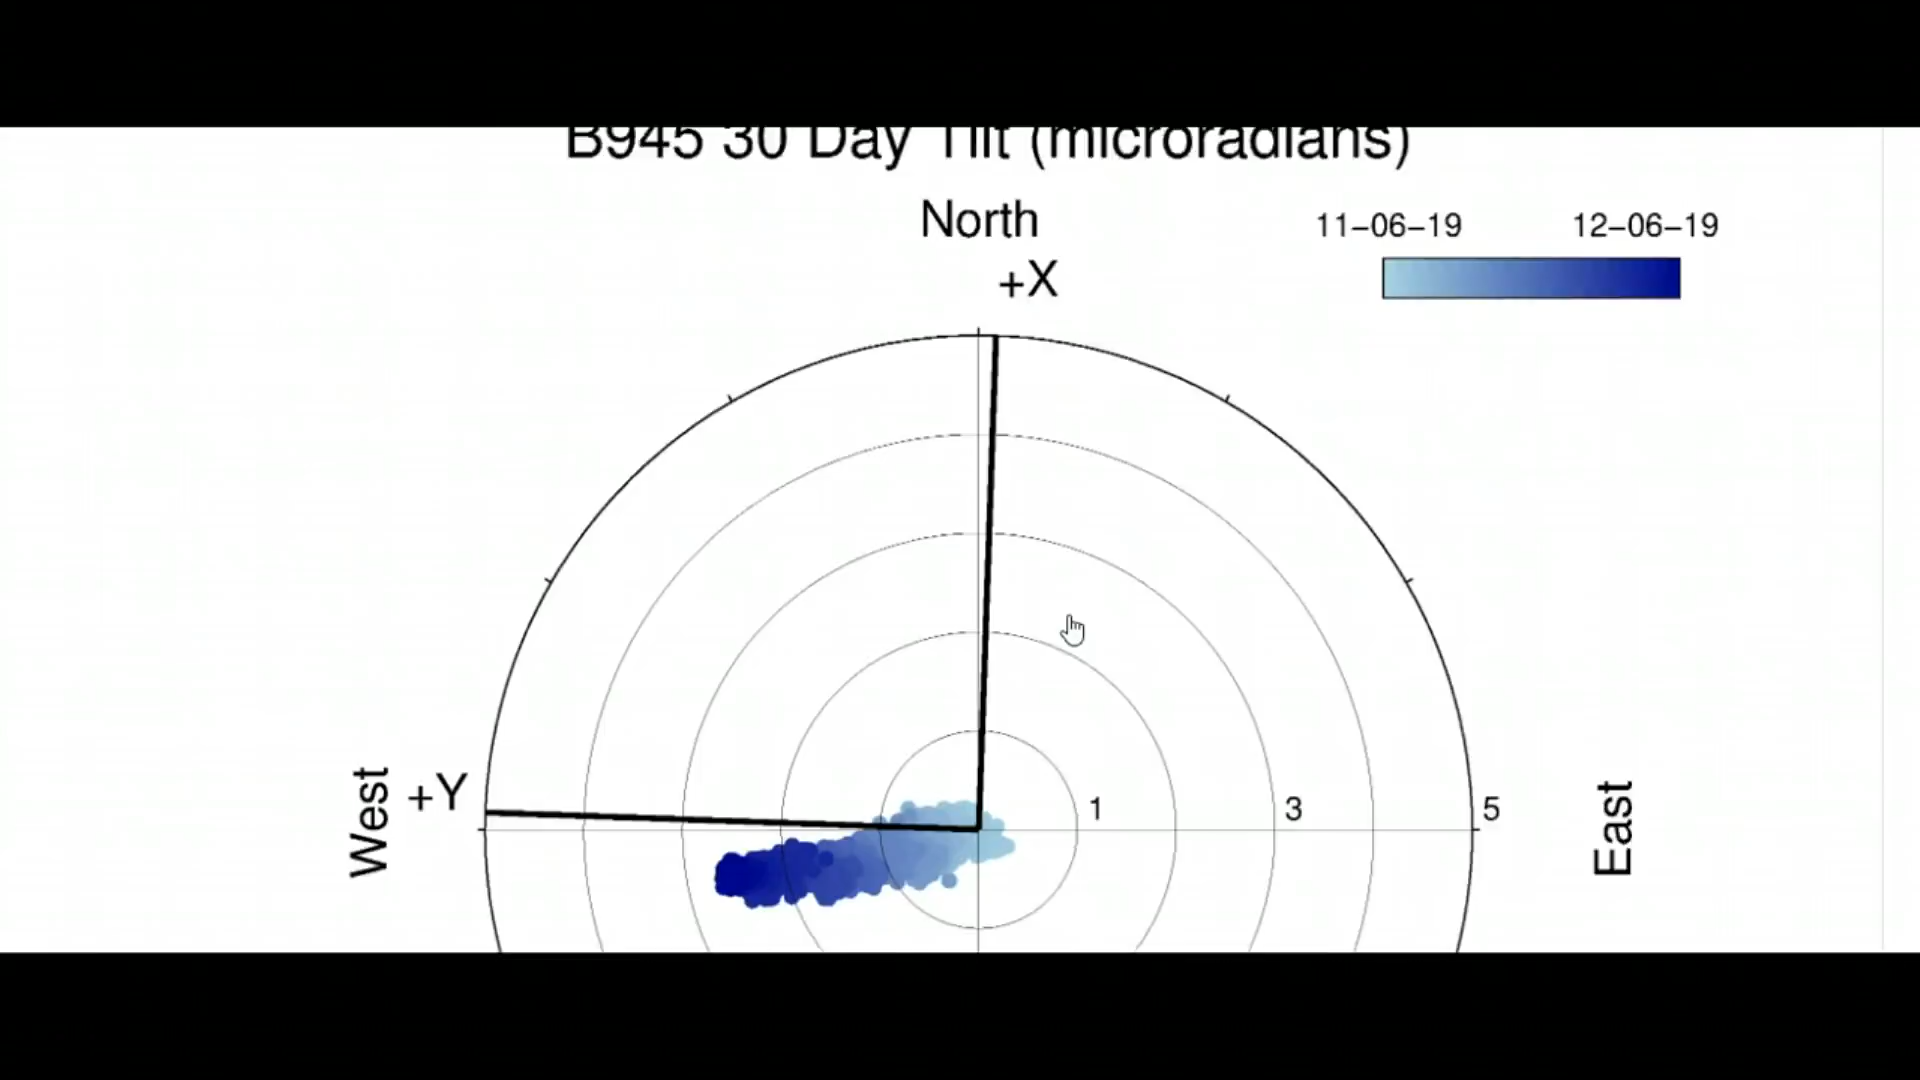 B945 30 Day Tilt (microradians)
North
+X
11-06-19 12-06-19
West
+Y
1 3 5
East